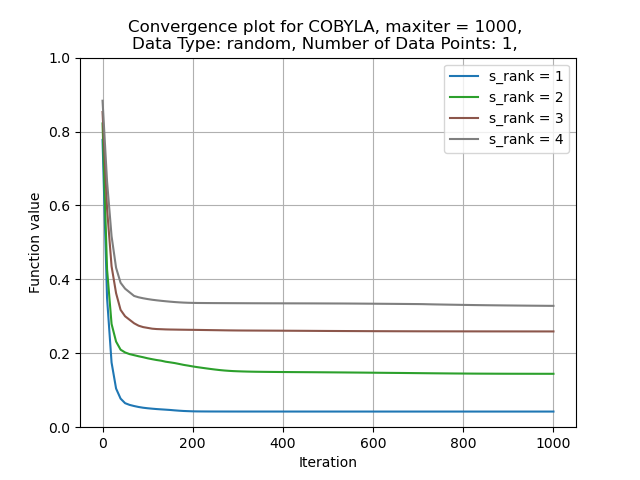 Convergence plot for COBYLA, maxiter = 1000,
Data Type: random, Number of Data Points: 1,
1.0
0.8
0.6
0.4
0.2
0.0
Function value
s_rank = 1
s_rank = 2
s_rank = 3
s_rank = 4
0 200 400 600 800 1000
Iteration